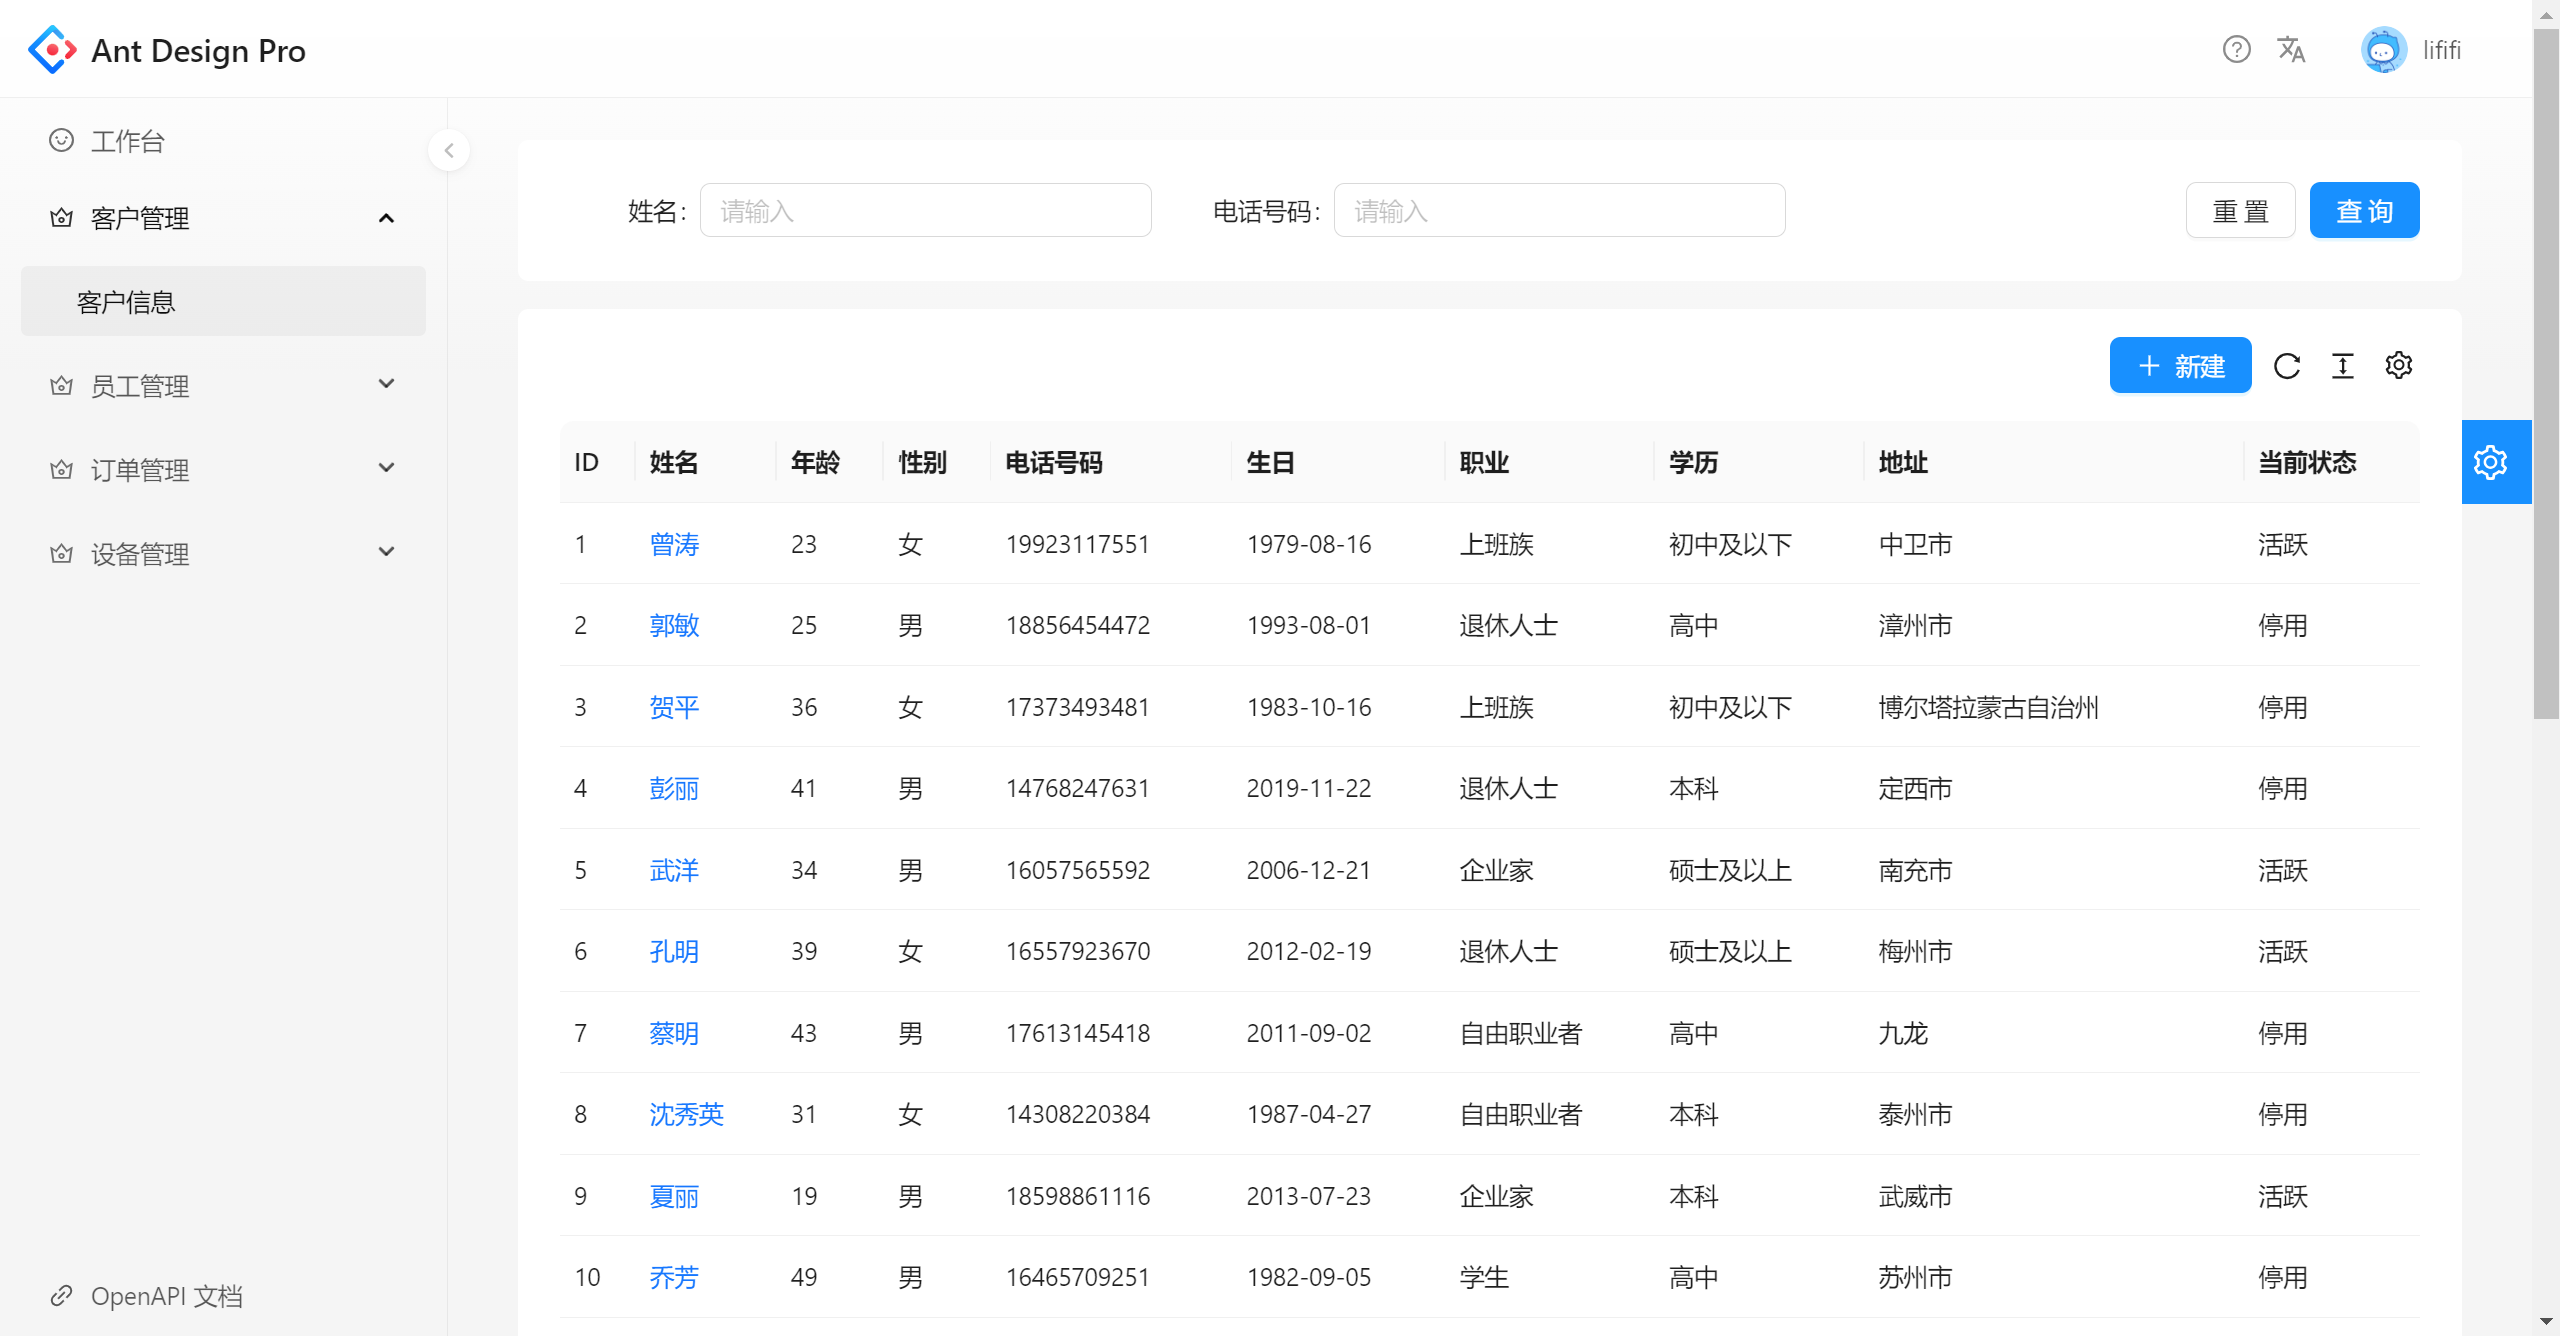 Ant Design Pro
lififi
工作台
客户管理
客户信息
员工管理
订单管理
设备管理
OpenAPI 文档
姓名: 请输入 电话号码: 请输入 重 置 查 询
新建
ID 姓名 年龄 性别 电话号码 生日 职业 学历 地址 当前状态
1 曾涛 23 女 19923117551 1979-08-16 上班族 初中及以下 中卫市 活跃
2 郭敏 25 男 18856454472 1993-08-01 退休人士 高中 漳州市 停用
3 贺平 36 女 17373493481 1983-10-16 上班族 初中及以下 博尔塔拉蒙古自治州 停用
4 彭丽 41 男 14768247631 2019-11-22 退休人士 本科 定西市 停用
5 武洋 34 男 16057565592 2006-12-21 企业家 硕士及以上 南充市 活跃
6 孔明 39 女 16557923670 2012-02-19 退休人士 硕士及以上 梅州市 活跃
7 蔡明 43 男 17613145418 2011-09-02 自由职业者 高中 九龙 停用
8 沈秀英 31 女 14308220384 1987-04-27 自由职业者 本科 泰州市 停用
9 夏丽 19 男 18598861116 2013-07-23 企业家 本科 武威市 活跃
10 乔芳 49 男 16465709251 1982-09-05 学生 高中 苏州市 停用